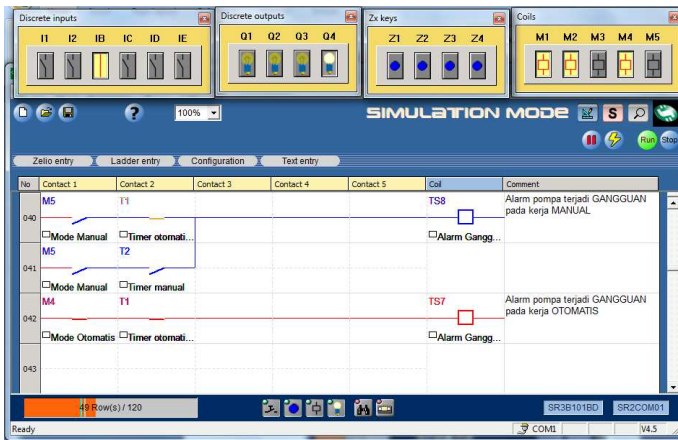 Discrete inputs
I1 I2 IB IC ID IE
Discrete outputs
Q1 Q2 Q3 Q4
Zx keys
Z1 Z2 Z3 Z4
Coils
M1 M2 M3 M4 M5
? 100% SIMULATION MODE S
Run Stop
Zelio entry Ladder entry Configuration Text entry
No Contact 1 Contact 2 Contact 3 Contact 4 Contact 5 Coil Comment
M5 T1 TS8 Alarm pompa terjadi GANGGUAN
pada kerja MANUAL
040
Mode Manual Timer otomati... Alarm Gangg...
M5 T2
041
Mode Manual Timer manual
M4 T1 TS7 Alarm pompa terjadi GANGGUAN
pada kerja OTOMATIS
042
Mode Otomatis Timer otomati... Alarm Gangg...
043
49 Row(s) / 120 SR3B101BD SR2COM01
Ready COM1 V4.5